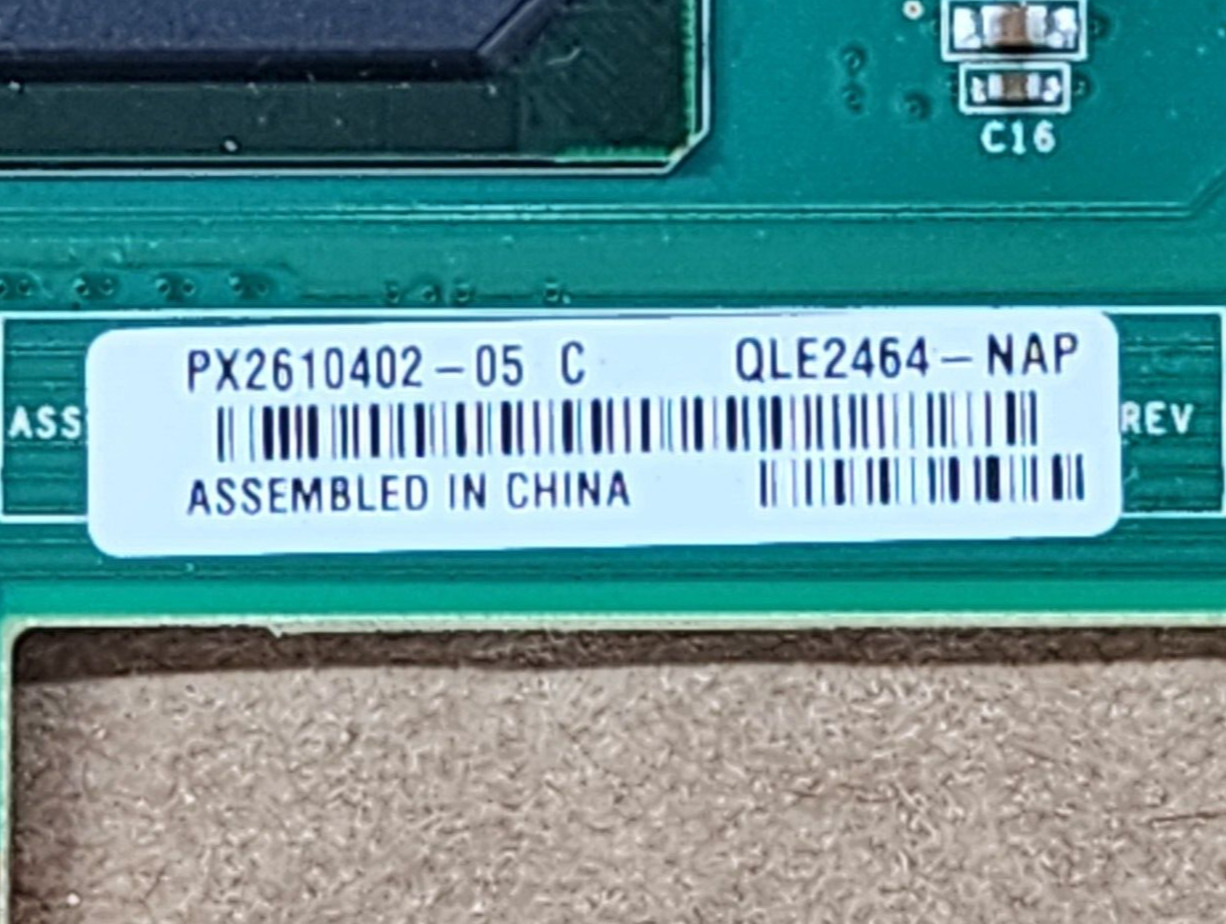 C16
PX2610402-05 C QLE2464-NAP
ASS REV
ASSEMBLED IN CHINA